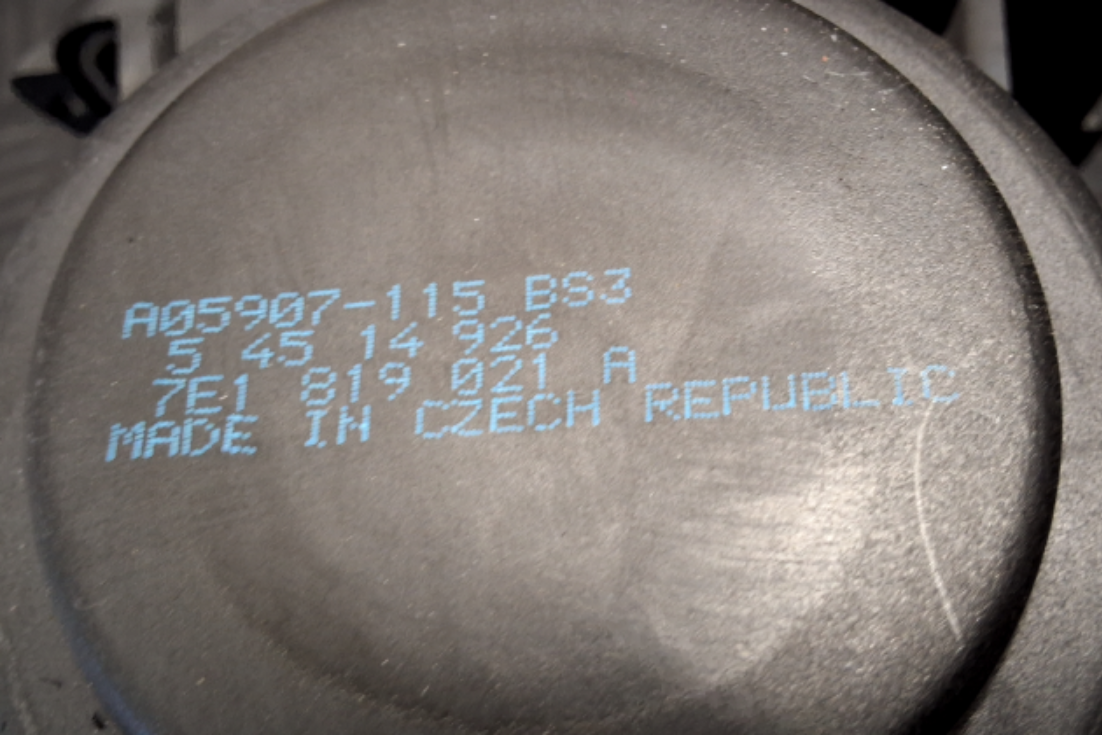 A05907-115 BS3
5 45 14 926
7E1 819 021 A
MADE IN CZECH REPUBLIC